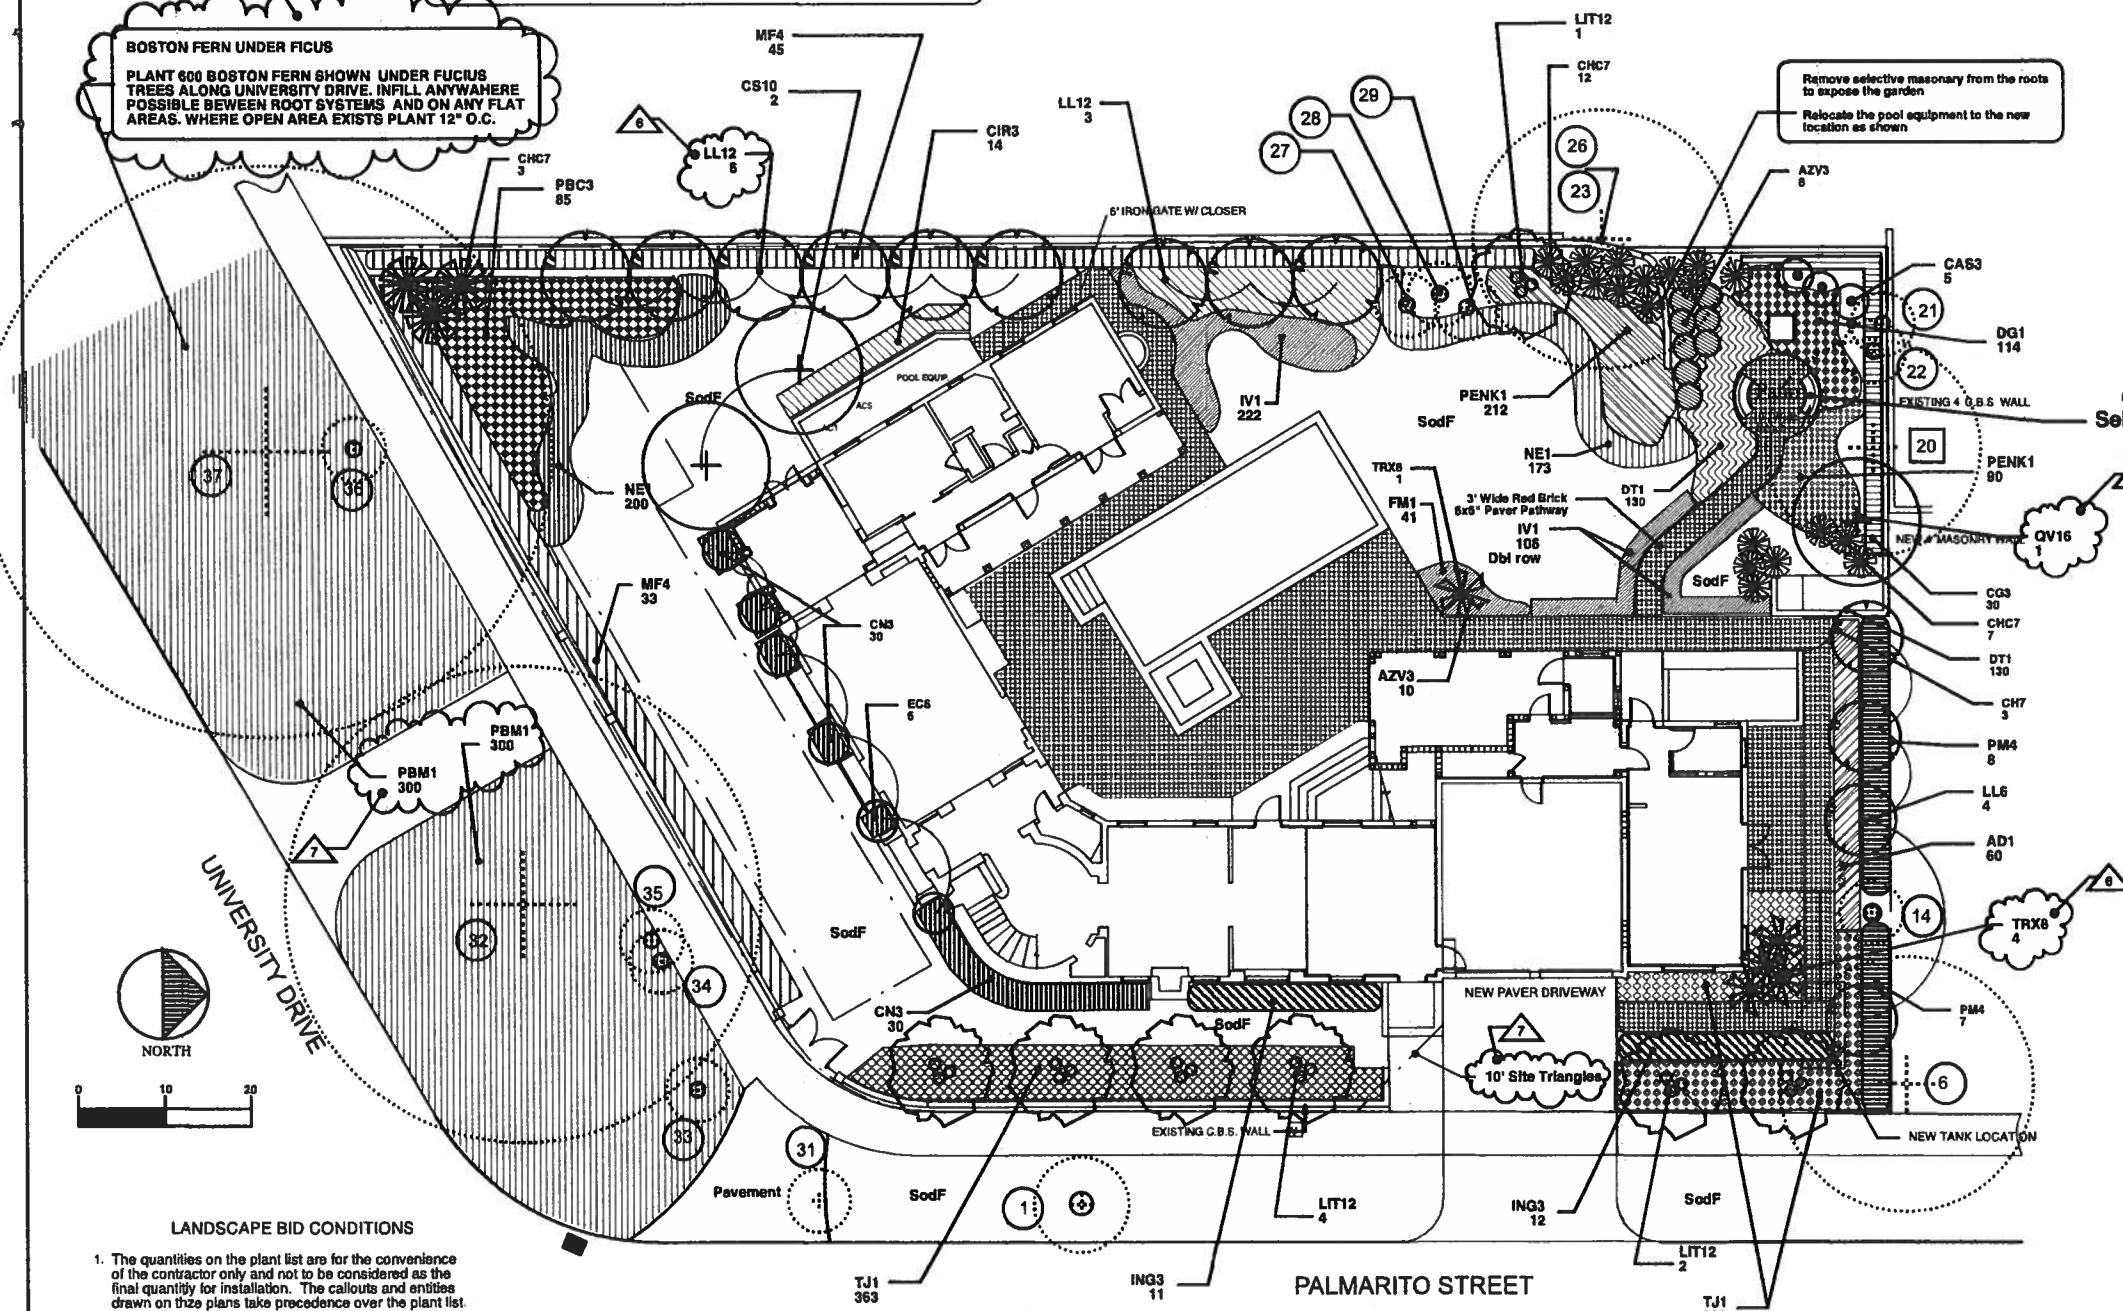 BOSTON FERN UNDER FICUS
PLANT 600 BOSTON FERN SHOWN UNDER FUCIUS
TREES ALONG UNIVERSITY DRIVE. INFILL ANYWAHERE
POSSIBLE BEWEEN ROOT SYSTEMS AND ON ANY FLAT
AREAS. WHERE OPEN AREA EXISTS PLANT 12" O.C.
MF4
45
CS10
2
6
LL12
6
CIR3
14
LL12
3
27
28
29
LIT12
1
CHC7
12
26
23
Remove selective masonary from the roots
to expose the garden
Relocate the pool equipment to the new
location as shown
AZV3
8
CHC7
3
PBC3
85
6' IRON GATE W/ CLOSER
CAS3
5
21
DG1
114
22
EXISTING 4' C.B.S. WALL
20
PENK1
90
QV16
1
NEW 4' MASONRY WALL
CG3
30
CHC7
7
DT1
130
CH7
3
PM4
8
LL6
4
AD1
60
6
14
TRX8
4
PM4
7
6
NEW TANK LOCATION
SodF
POOL EQUIP.
ACS
IV1
222
PENK1
212
SodF
NE1
173
DT1
130
TRX8
1
FM1
41
3' Wide Red Brick
6x6" Paver Pathway
IV1
106
Dbl row
SodF
AZV3
10
37
36
NE1
200
MF4
33
CN3
30
EC6
6
PBM1
300
PBM1
300
7
UNIVERSITY DRIVE
32
35
34
33
31
SodF
CN3
30
SodF
NEW PAVER DRIVEWAY
7
10' Site Triangles
EXISTING C.B.S. WALL
NORTH
0 10 20
Pavement
SodF
1
LIT12
4
ING3
12
SodF
LIT12
2
TJ1
363
ING3
11
PALMARITO STREET
TJ1
LANDSCAPE BID CONDITIONS
1. The quantities on the plant list are for the convenience
of the contractor only and not to be considered as the
final quantitiy for installation. The callouts and entities
drawn on thze plans take precedence over the plant list